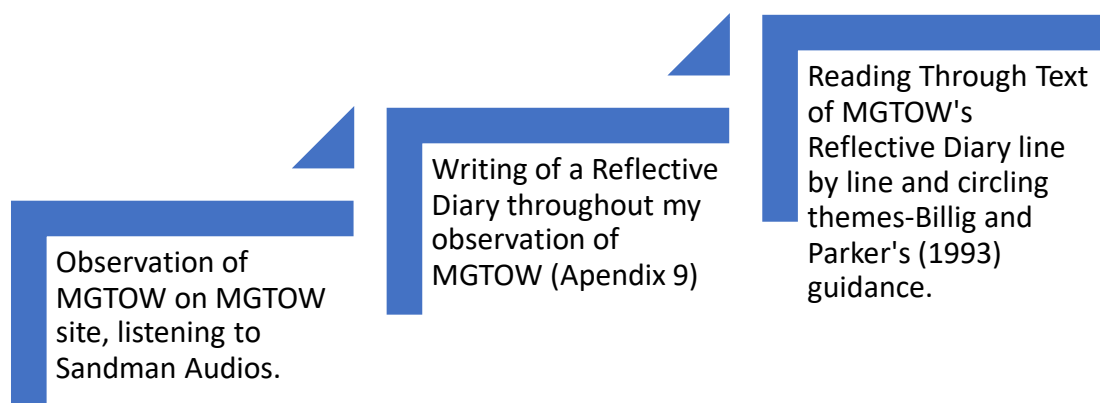 Observation of
MGTOW on MGTOW
site, listening to
Sandman Audios.
Writing of a Reflective
Diary throughout my
observation of
MGTOW (Apendix 9)
Reading Through Text
of MGTOW's
Reflective Diary line
by line and circling
themes-Billig and
Parker's (1993)
guidance.